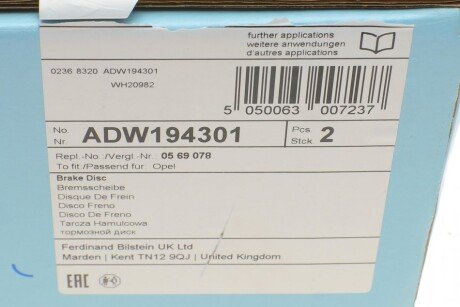 further applications
weitere anwendungen
d'autres applications
0236 8320 ADW194301
WH20982
5 050063 007237
No. Nr. ADW194301 Pcs Stck 2
Repl.-No. /Vergl.-Nr.: 05 69 078
To fit /Passend für: Opel
Brake Disc
Bremsscheibe
Disque De Frein
Disco Freno
Disco De Freno
Tarcza Hamulcowa
тормозной диск
Ferdinand Bilstein UK Ltd
Marden | Kent TN12 9QJ | United Kingdom
EAC